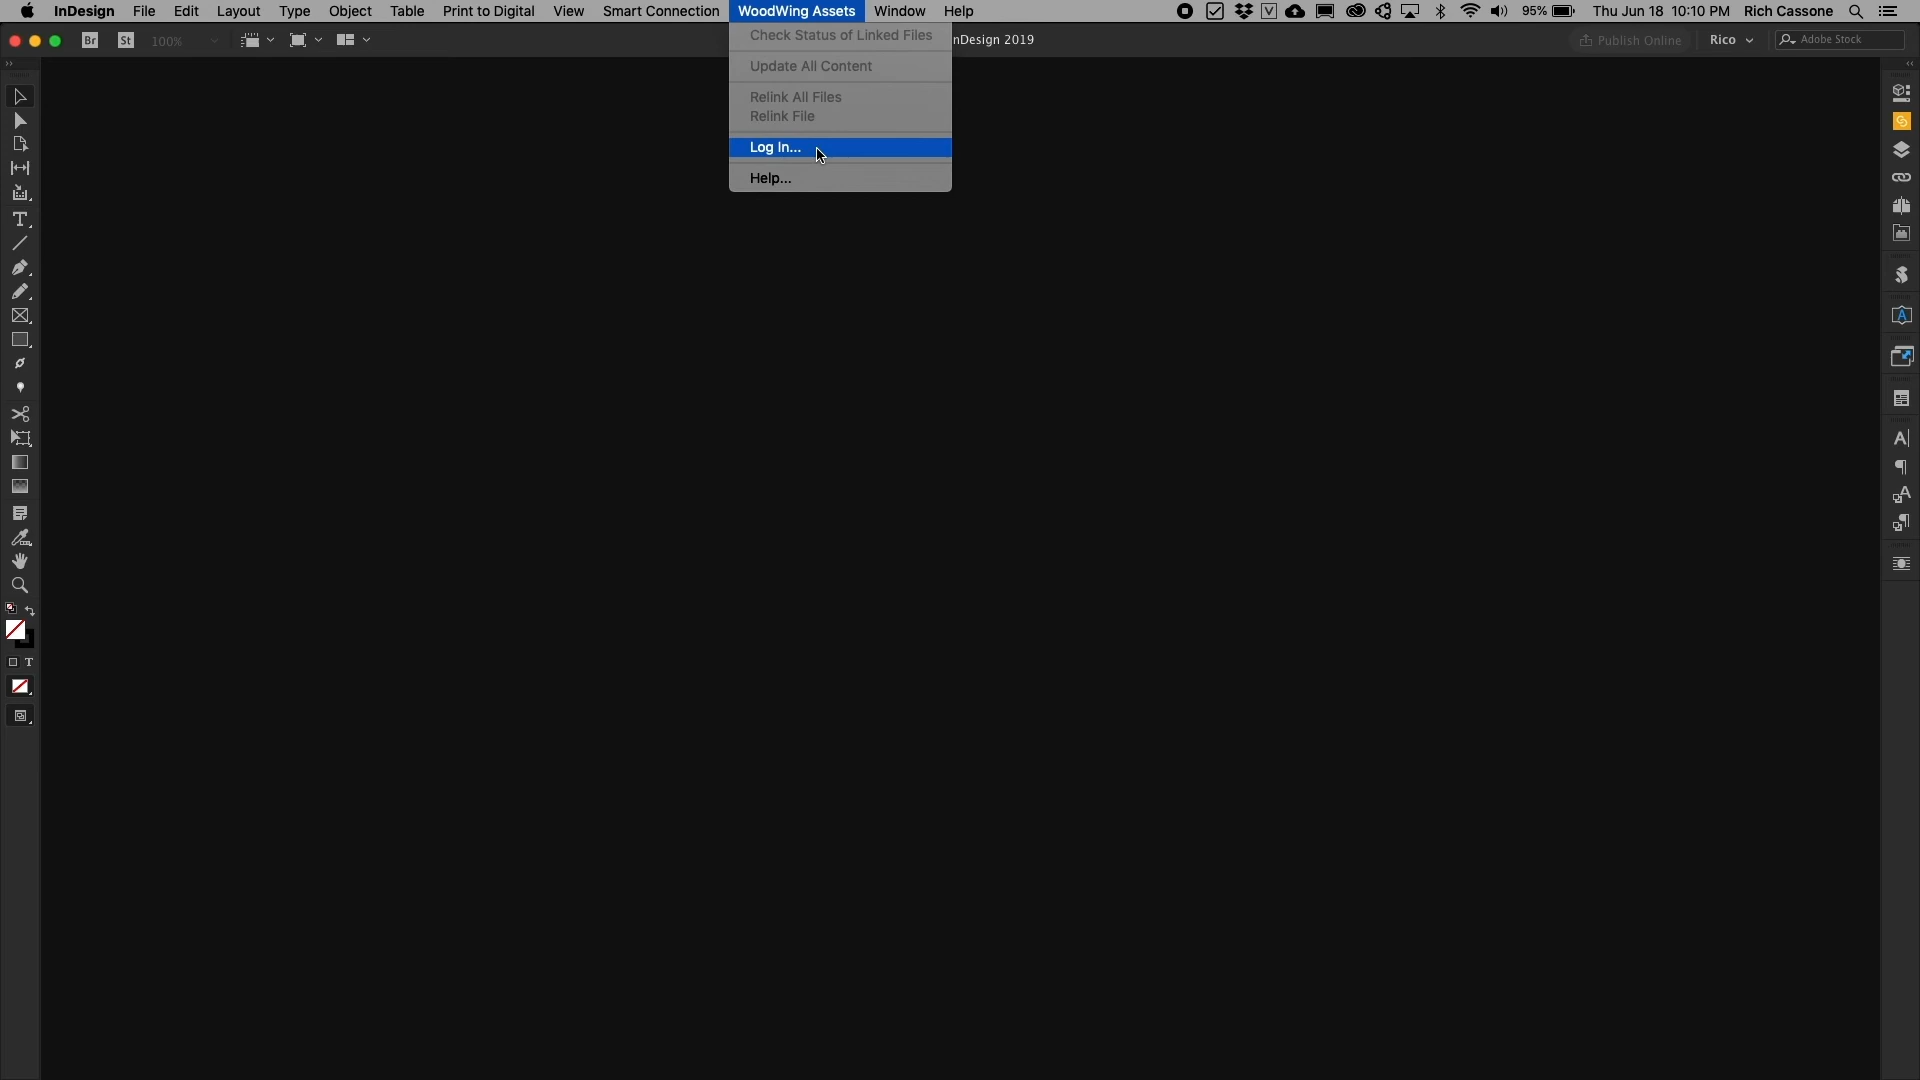 InDesign File Edit Layout Type Object Table Print to Digital View Smart Connection WoodWing Assets Window Help 95% Thu Jun 18 10:10 PM Rich Cassone
Br St 100% nDesign 2019 Publish Online Rico Adobe Stock
Check Status of Linked Files
Update All Content
Relink All Files
Relink File
Log In...
Help...